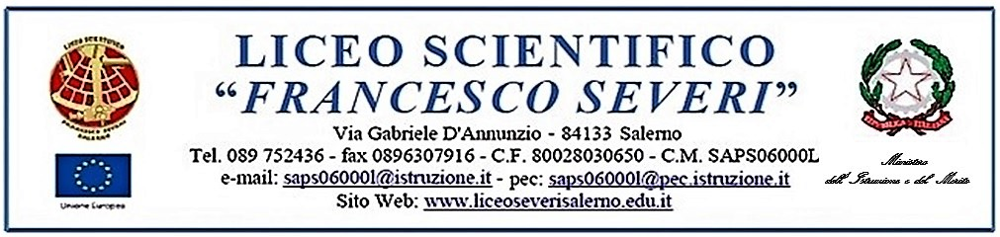 LICEO SCIENTIFICO
“FRANCESCO SEVERI”
Via Gabriele D'Annunzio - 84133 Salerno
Tel. 089 752436 - fax 0896307916 - C.F. 80028030650 - C.M. SAPS06000L
e-mail: saps06000l@istruzione.it - pec: saps06000l@pec.istruzione.it
Sito Web: www.liceoseverisalerno.edu.it
LICEO SCIENTIFICO
FRANCESCO SEVERI
SALERNO
Unione Europea
REPVBBLICA ITALIANA
Ministero
dell' Istruzione e del Merito